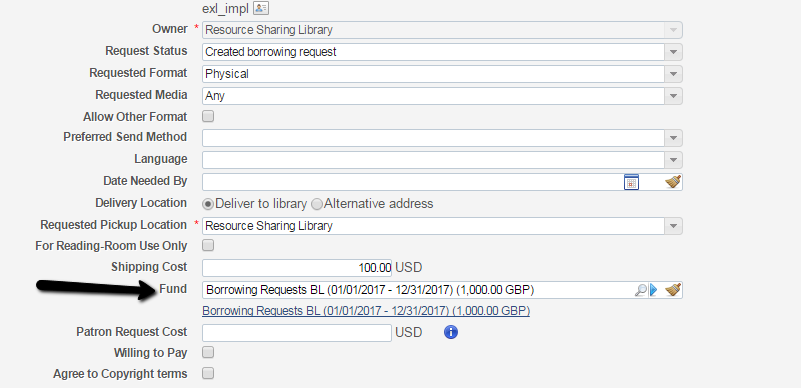 exl_impl
Owner * Resource Sharing Library
Request Status Created borrowing request
Requested Format Physical
Requested Media Any
Allow Other Format
Preferred Send Method
Language
Date Needed By
Delivery Location Deliver to library Alternative address
Requested Pickup Location * Resource Sharing Library
For Reading-Room Use Only
Shipping Cost 100.00 USD
Fund Borrowing Requests BL (01/01/2017 - 12/31/2017) (1,000.00 GBP)
Borrowing Requests BL (01/01/2017 - 12/31/2017) (1,000.00 GBP)
Patron Request Cost USD
Willing to Pay
Agree to Copyright terms